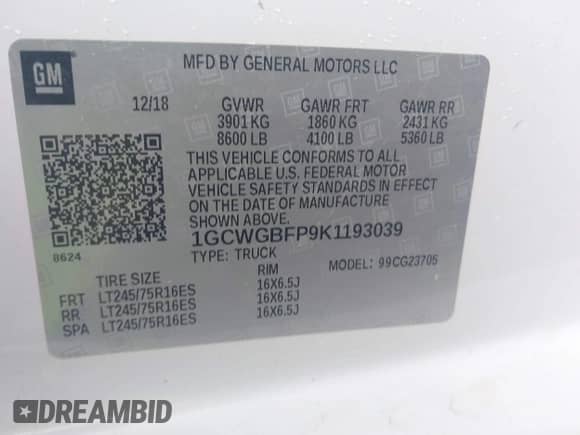 GM
MFD BY GENERAL MOTORS LLC
12/18 GVWR GAWR FRT GAWR RR
3901 KG 1860 KG 2431 KG
8600 LB 4100 LB 5360 LB
THIS VEHICLE CONFORMS TO ALL
APPLICABLE U.S. FEDERAL MOTOR
VEHICLE SAFETY STANDARDS IN EFFECT
ON THE DATE OF MANUFACTURE
SHOWN ABOVE.
8624
1GCWGBFP9K1193039
TYPE: TRUCK MODEL: 99CG23705
TIRE SIZE RIM
FRT LT245/75R16ES 16X6.5J
RR LT245/75R16ES 16X6.5J
SPA LT245/75R16ES 16X6.5J
DREAMBID